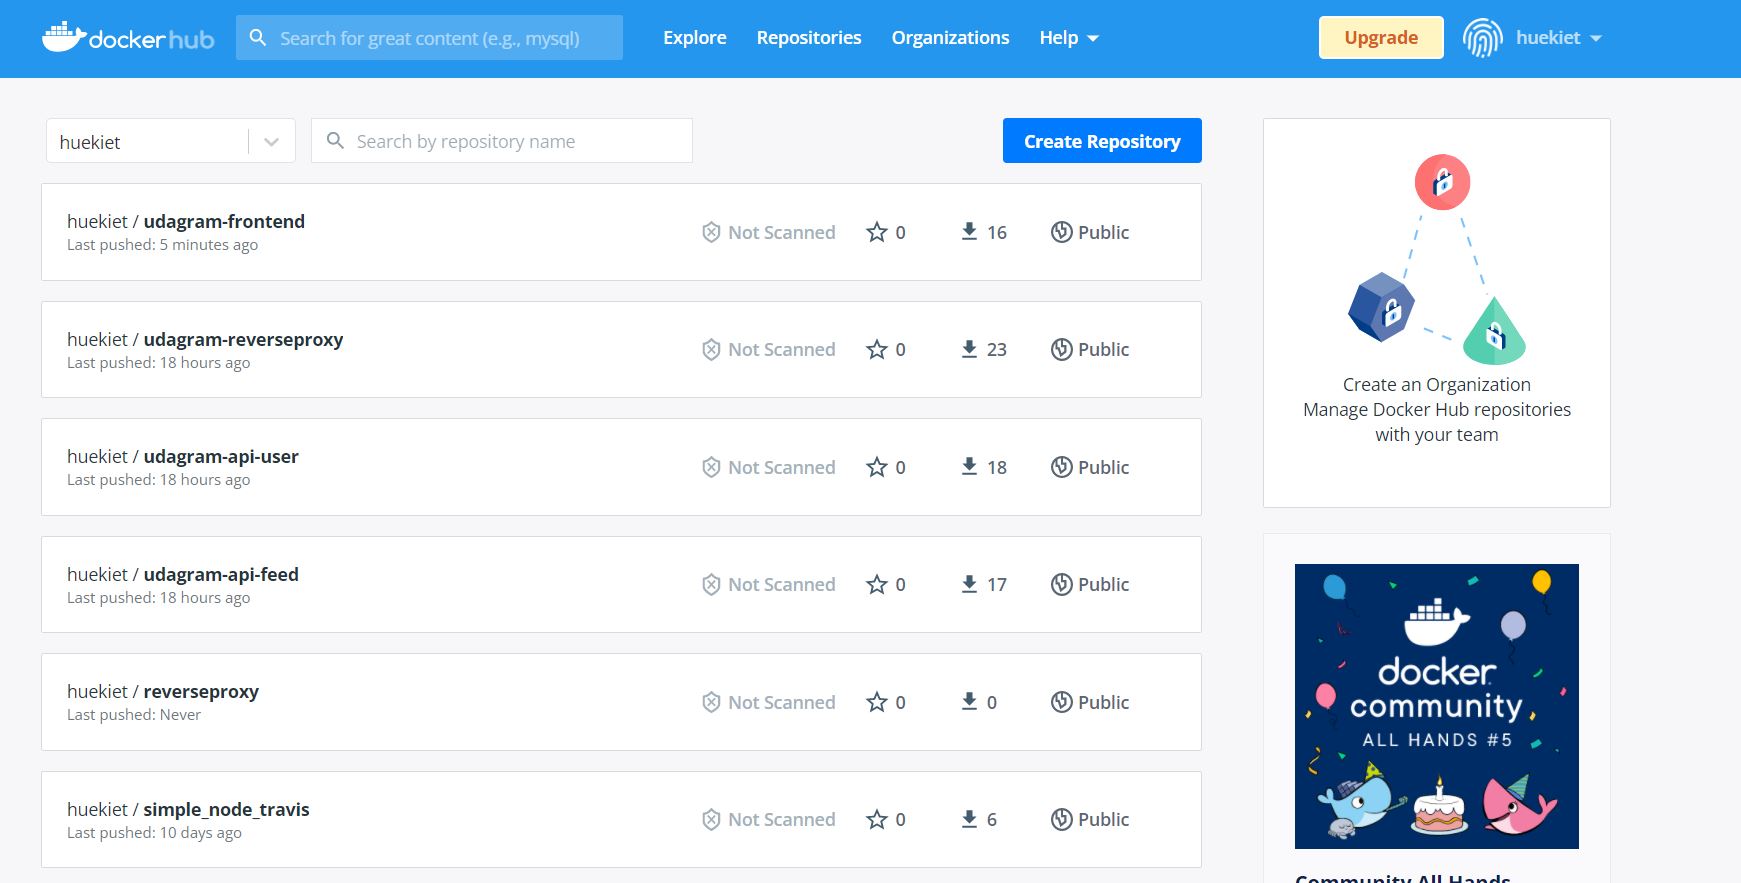 docker hub
Search for great content (e.g., mysql)
Explore
Repositories
Organizations
Help
Upgrade
huekiet
huekiet
Search by repository name
Create Repository
huekiet / udagram-frontend
Last pushed: 5 minutes ago
Not Scanned
0
16
Public
huekiet / udagram-reverseproxy
Last pushed: 18 hours ago
Not Scanned
0
23
Public
huekiet / udagram-api-user
Last pushed: 18 hours ago
Not Scanned
0
18
Public
huekiet / udagram-api-feed
Last pushed: 18 hours ago
Not Scanned
0
17
Public
huekiet / reverseproxy
Last pushed: Never
Not Scanned
0
0
Public
huekiet / simple_node_travis
Last pushed: 10 days ago
Not Scanned
0
6
Public
Create an Organization
Manage Docker Hub repositories
with your team
docker
community
ALL HANDS #5
Community All Hands